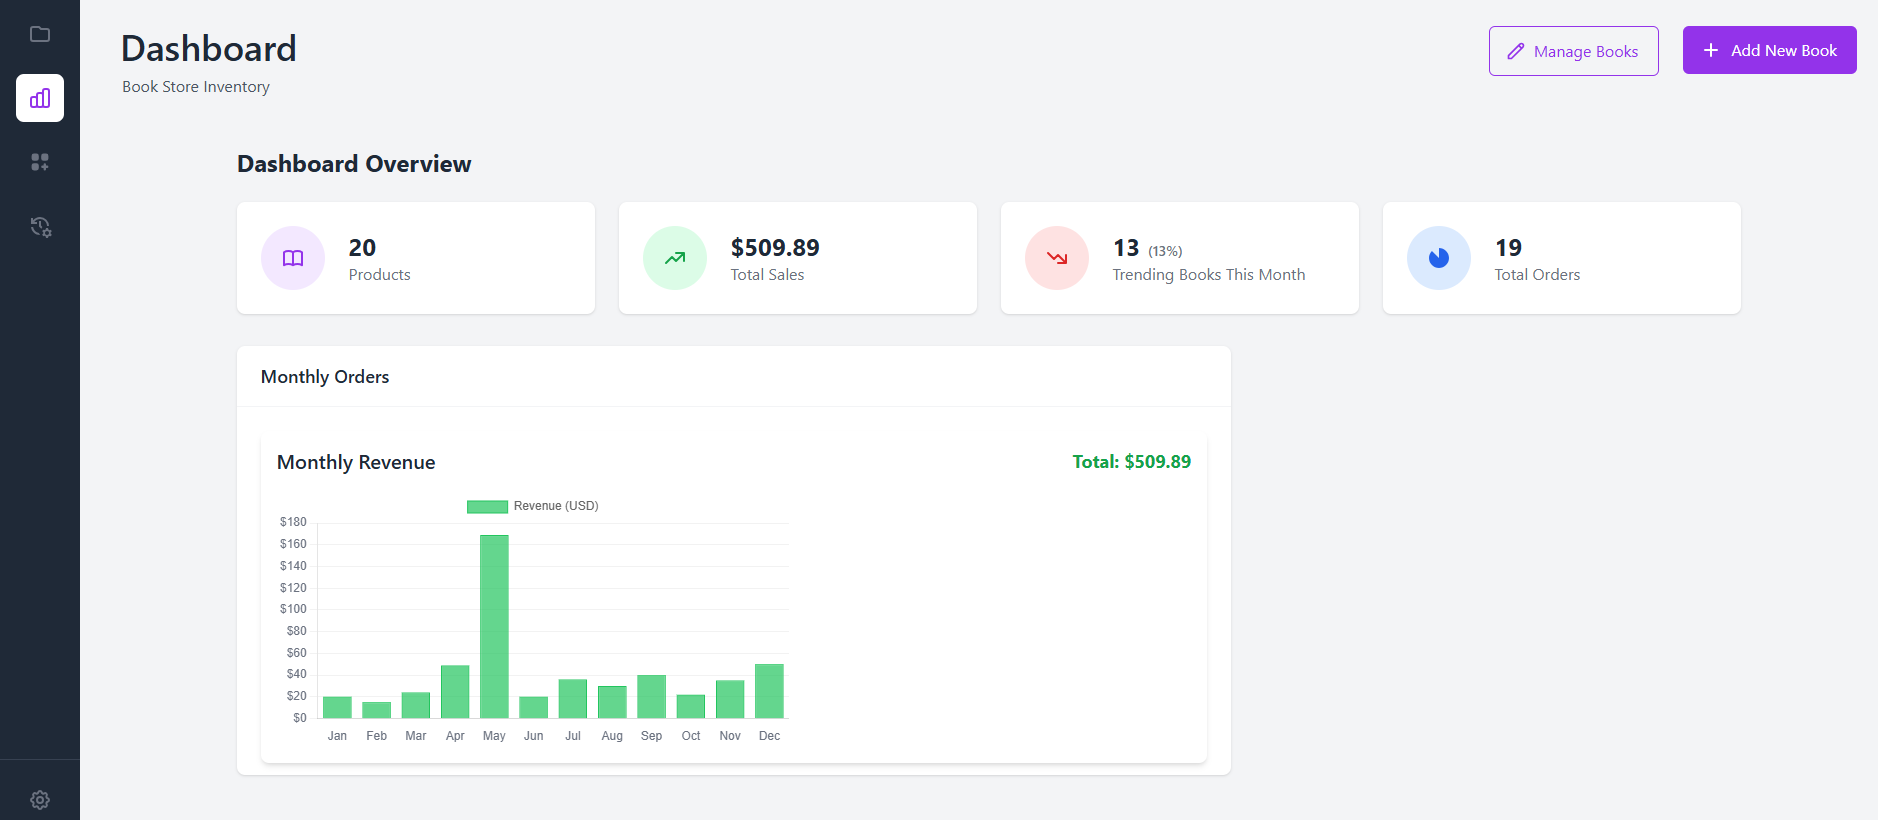 Dashboard
Book Store Inventory
Manage Books
Add New Book
Dashboard Overview
20
Products
$509.89
Total Sales
13 (13%)
Trending Books This Month
19
Total Orders
Monthly Orders
Monthly Revenue
Total: $509.89
Revenue (USD)
$180
$160
$140
$120
$100
$80
$60
$40
$20
$0
Jan Feb Mar Apr May Jun Jul Aug Sep Oct Nov Dec